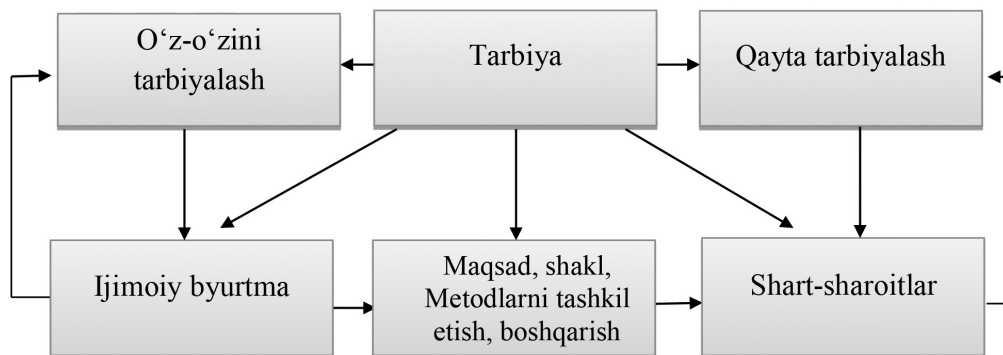 O‘z-o‘zini
tarbiyalash
Tarbiya
Qayta tarbiyalash
Ijimoiy byurtma
Maqsad, shakl,
Metodlarni tashkil
etish, boshqarish
Shart-sharoitlar